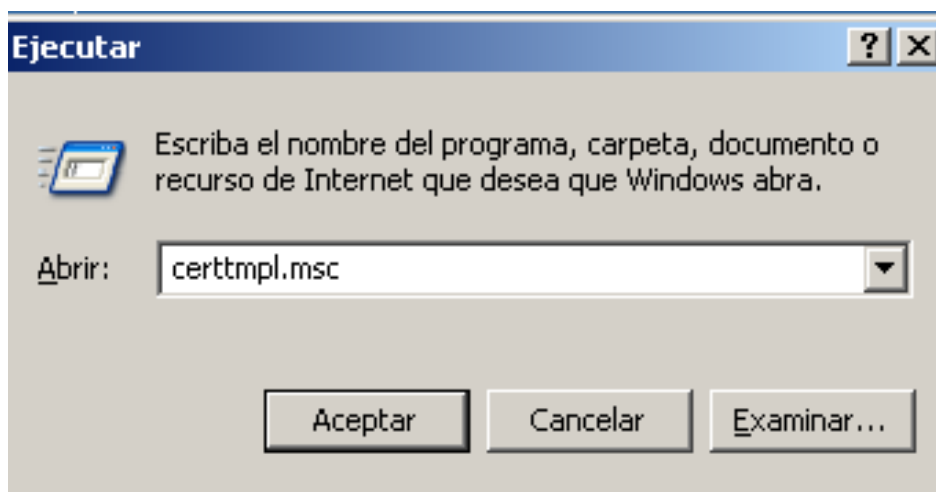 Ejecutar
Escriba el nombre del programa, carpeta, documento o
recurso de Internet que desea que Windows abra.
Abrir: certtmpl.msc
Aceptar Cancelar Examinar...